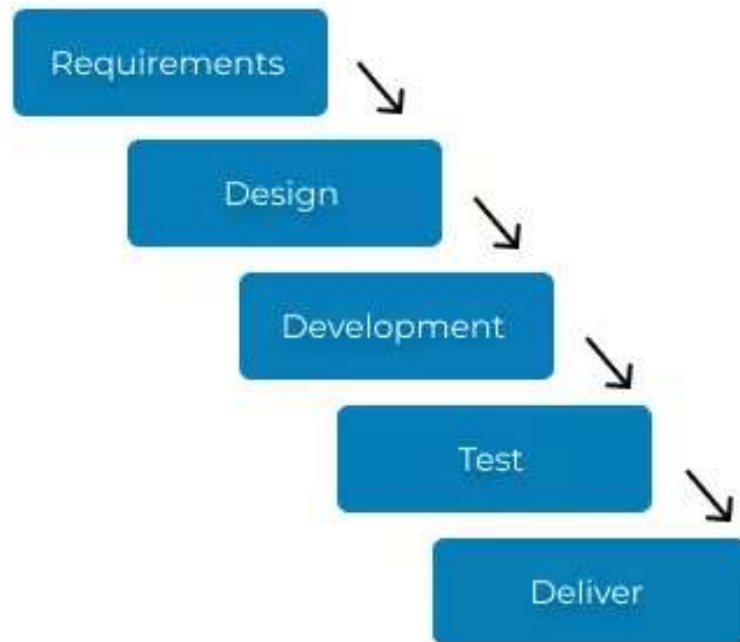 Requirements
Design
Development
Test
Deliver